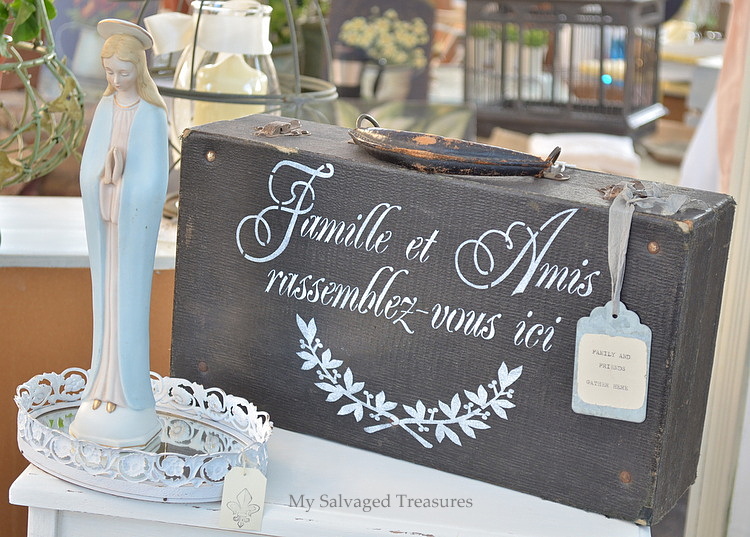 Famille et Amis
rassemblez-vous ici
FAMILY AND
FRIENDS
GATHER HERE
My Salvaged Treasures